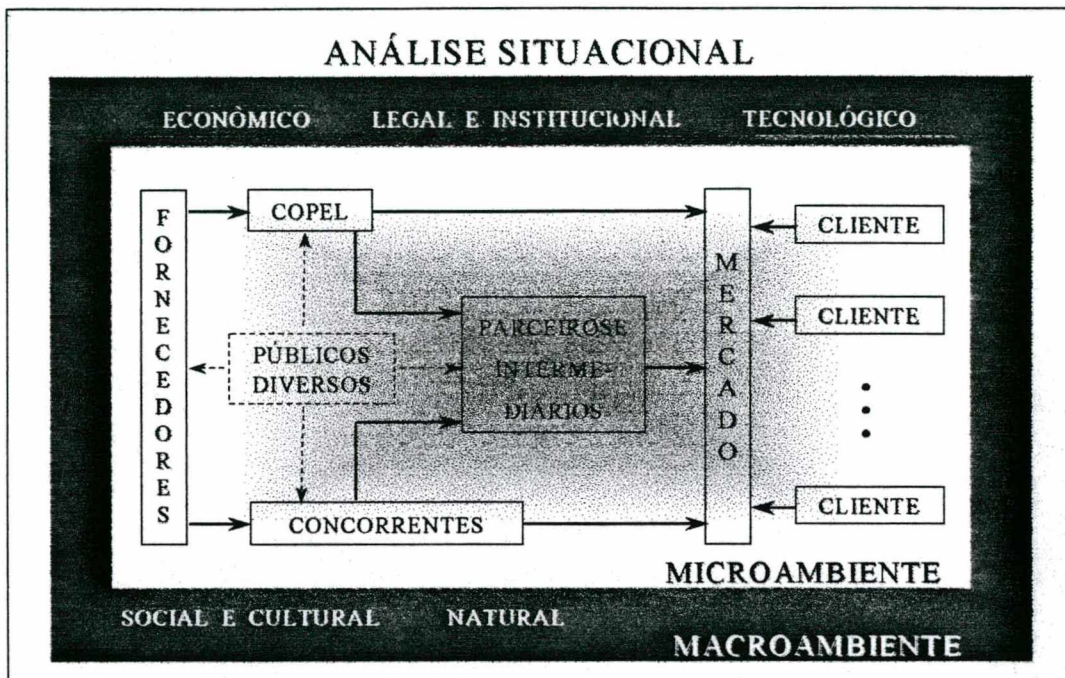 ANÁLISE SITUACIONAL
ECONÔMICO LEGAL E INSTITUCIONAL TECNOLÓGICO
FORNECEDORES
COPEL
PÚBLICOS
DIVERSOS
CONCORRENTES
PARCEIROSE
INTERME-
DIÁRIOS
MERCADO
CLIENTE
CLIENTE
CLIENTE
MICROAMBIENTE
SOCIAL E CULTURAL NATURAL
MACROAMBIENTE